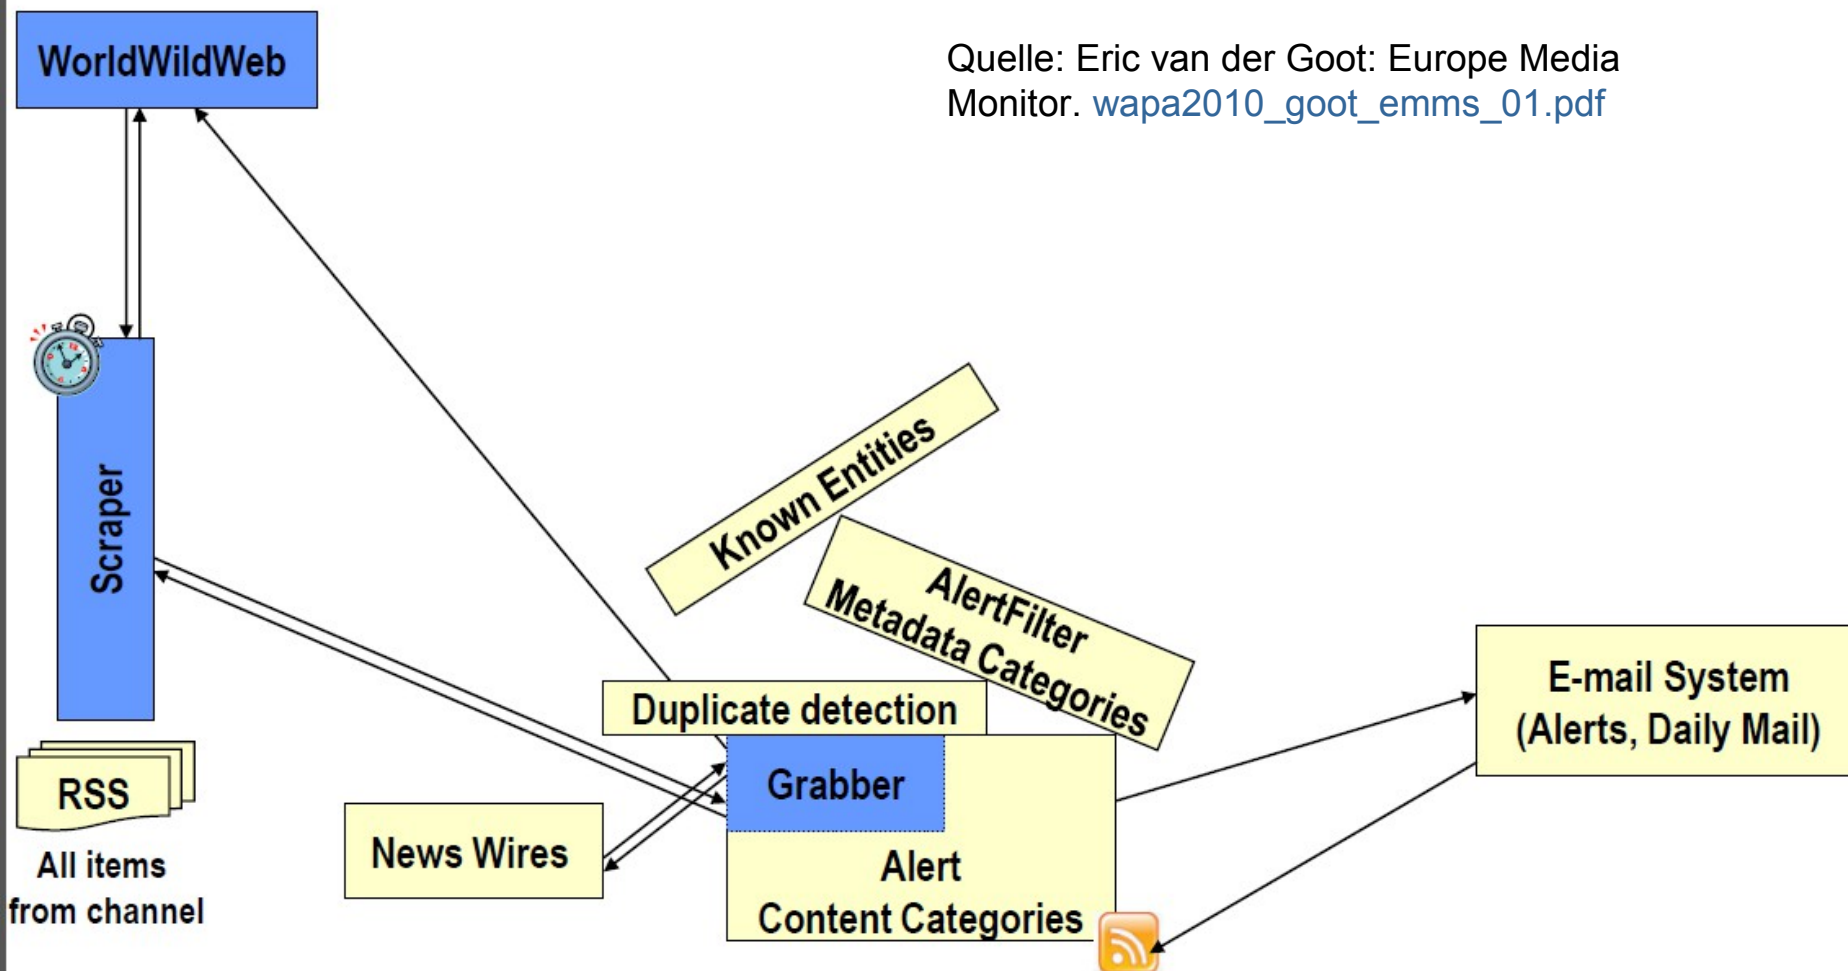 WorldWildWeb
Quelle: Eric van der Goot: Europe Media
Monitor. wapa2010_goot_emms_01.pdf
Scraper
Known Entities
AlertFilter
Metadata Categories
Duplicate detection
Grabber
E-mail System
(Alerts, Daily Mail)
RSS
All items
from channel
News Wires
Alert
Content Categories